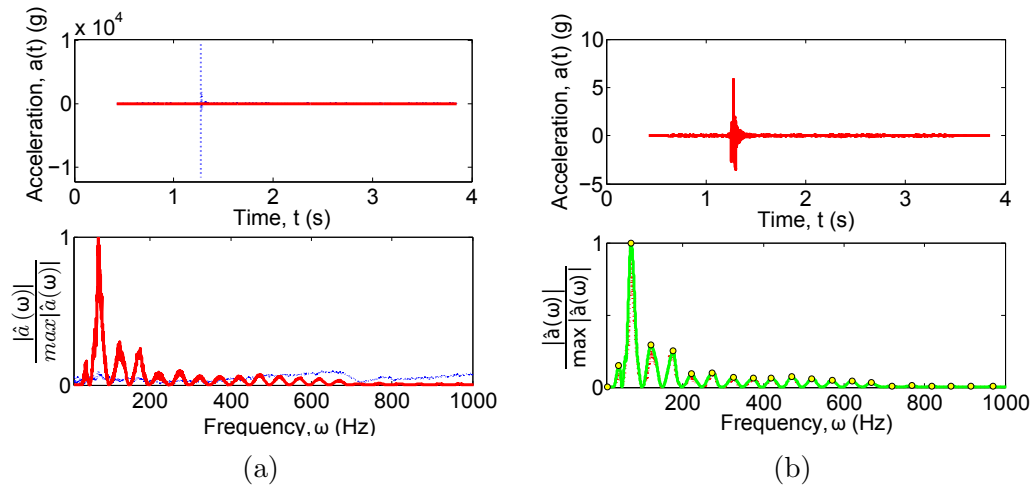 1 x 10^4
Acceleration, a(t) (g)
0
−1
0 1 2 3 4
Time, t (s)
|â (ω)|
max|â(ω)|
1
0
200 400 600 800 1000
Frequency, ω (Hz)
(a)
Acceleration, a(t) (g)
10
5
0
−5
0 1 2 3 4
Time, t (s)
|â(ω)|
max |â(ω)|
1
0
200 400 600 800 1000
Frequency, ω (Hz)
(b)